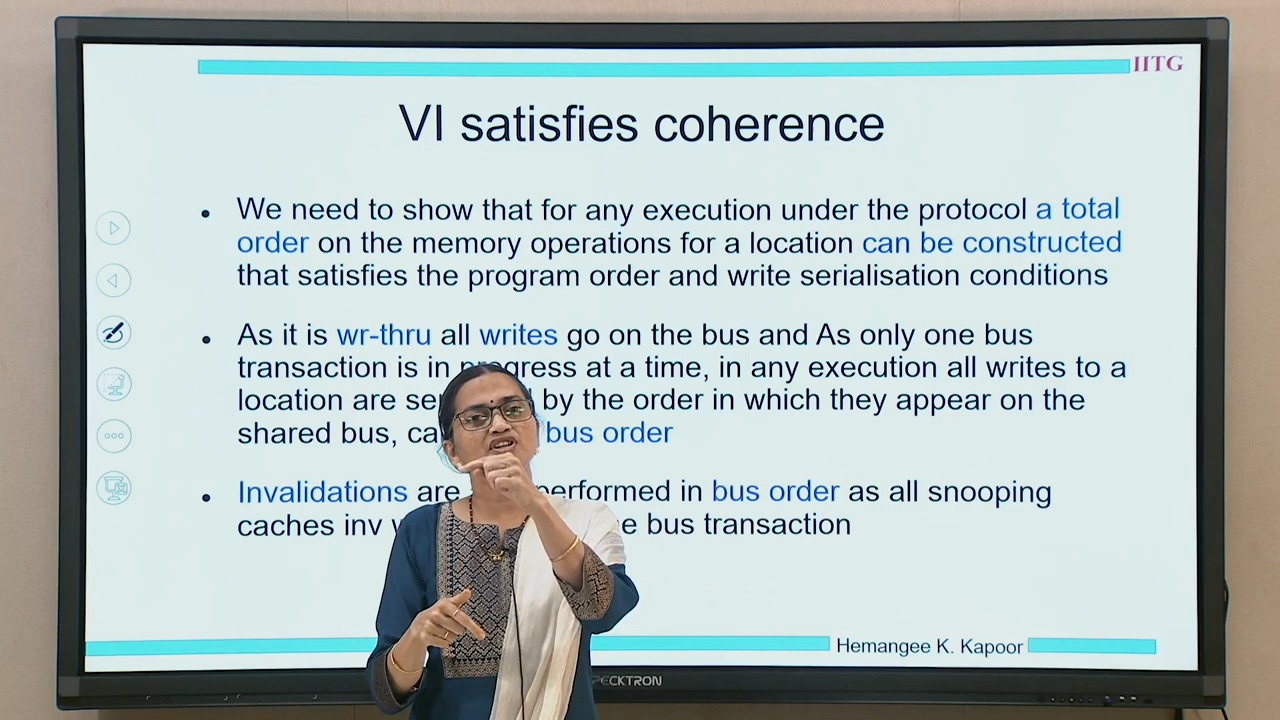 IITG
VI satisfies coherence
• We need to show that for any execution under the protocol a total
order on the memory operations for a location can be constructed
that satisfies the program order and write serialisation conditions
• As it is wr-thru all writes go on the bus and As only one bus
transaction is in progress at a time, in any execution all writes to a
location are by the order in which they appear on the
shared bus, bus order
• Invalidations are performed in bus order as all snooping
caches inv bus transaction
Hemangee K. Kapoor